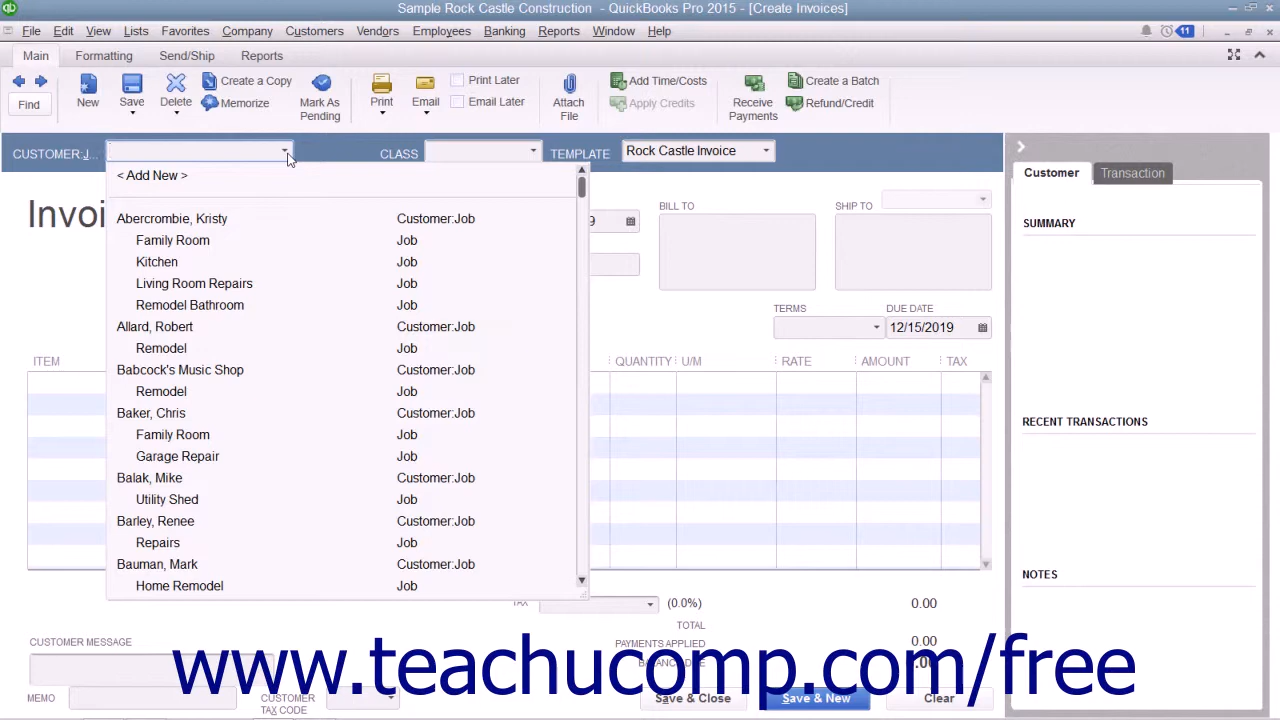 Sample Rock Castle Construction - QuickBooks Pro 2015 - [Create Invoices]
File Edit View Lists Favorites Company Customers Vendors Employees Banking Reports Window Help 11
Main Formatting Send/Ship Reports
Find New Save Delete Create a Copy Memorize Mark As Pending Print Email Print Later Email Later Attach File Add Time/Costs Apply Credits Receive Payments Create a Batch Refund/Credit
CUSTOMER:J... CLASS TEMPLATE Rock Castle Invoice
Customer Transaction
< Add New >
Invoi
9
BILL TO
SHIP TO
SUMMARY
Abercrombie, Kristy Customer:Job
Family Room Job
Kitchen Job
Living Room Repairs Job
Remodel Bathroom Job
TERMS DUE DATE
Allard, Robert Customer:Job
12/15/2019
Remodel Job
ITEM QUANTITY U/M RATE AMOUNT TAX
Babcock's Music Shop Customer:Job
Remodel Job
Baker, Chris Customer:Job
RECENT TRANSACTIONS
Family Room Job
Garage Repair Job
Balak, Mike Customer:Job
Utility Shed Job
Barley, Renee Customer:Job
Repairs Job
Bauman, Mark Customer:Job
NOTES
Home Remodel Job
TAX (0.0%) 0.00
TOTAL
CUSTOMER MESSAGE
PAYMENTS APPLIED 0.00
www.teachucomp.com/free
MEMO
CUSTOMER TAX CODE
Save & Close Save & New Clear